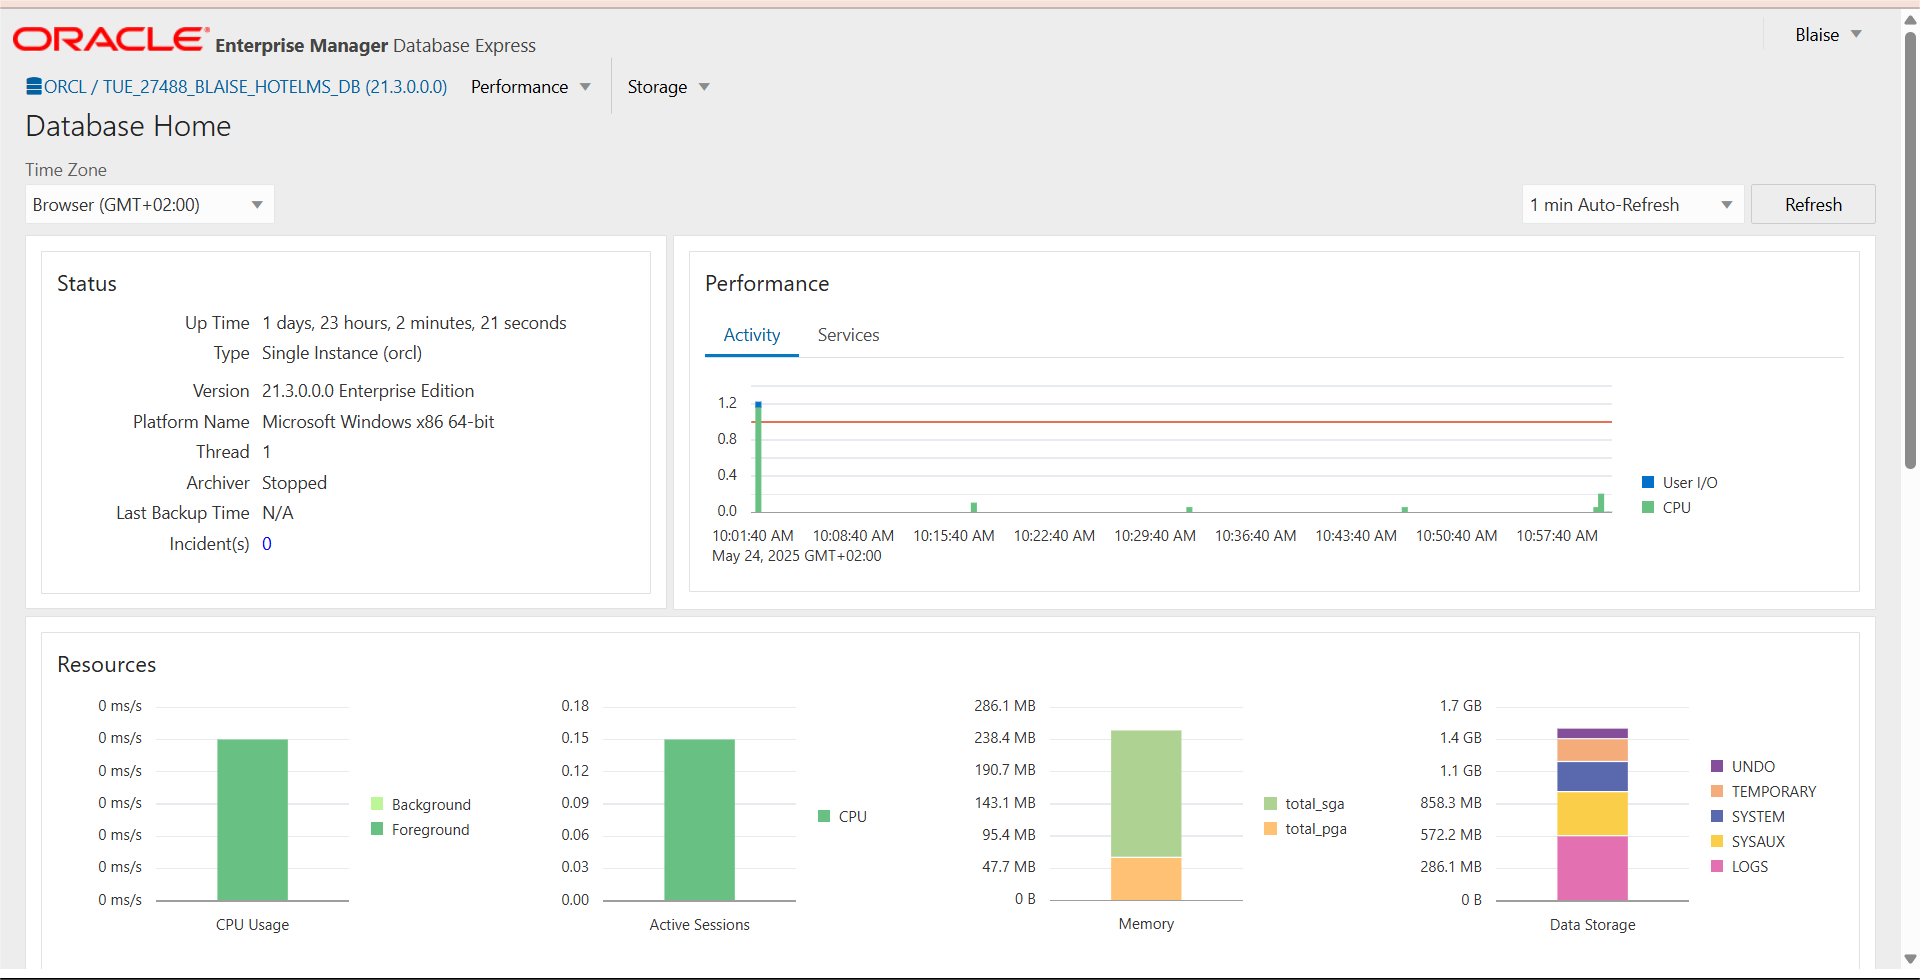 ORACLE® Enterprise Manager Database Express
Blaise
ORCL / TUE_27488_BLAISE_HOTELMS_DB (21.3.0.0.0) Performance Storage
Database Home
Time Zone
Browser (GMT+02:00)
1 min Auto-Refresh Refresh
Status
Up Time 1 days, 23 hours, 2 minutes, 21 seconds
Type Single Instance (orcl)
Version 21.3.0.0.0 Enterprise Edition
Platform Name Microsoft Windows x86 64-bit
Thread 1
Archiver Stopped
Last Backup Time N/A
Incident(s) 0
Performance
Activity Services
1.2
0.8
0.4
0.0
10:01:40 AM 10:08:40 AM 10:15:40 AM 10:22:40 AM 10:29:40 AM 10:36:40 AM 10:43:40 AM 10:50:40 AM 10:57:40 AM
May 24, 2025 GMT+02:00
User I/O
CPU
Resources
0 ms/s
0 ms/s
0 ms/s
0 ms/s
0 ms/s
0 ms/s
0 ms/s
CPU Usage
Background
Foreground
0.18
0.15
0.12
0.09
0.06
0.03
0.00
Active Sessions
CPU
286.1 MB
238.4 MB
190.7 MB
143.1 MB
95.4 MB
47.7 MB
0 B
Memory
total_sga
total_pga
1.7 GB
1.4 GB
1.1 GB
858.3 MB
572.2 MB
286.1 MB
0 B
Data Storage
UNDO
TEMPORARY
SYSTEM
SYSAUX
LOGS